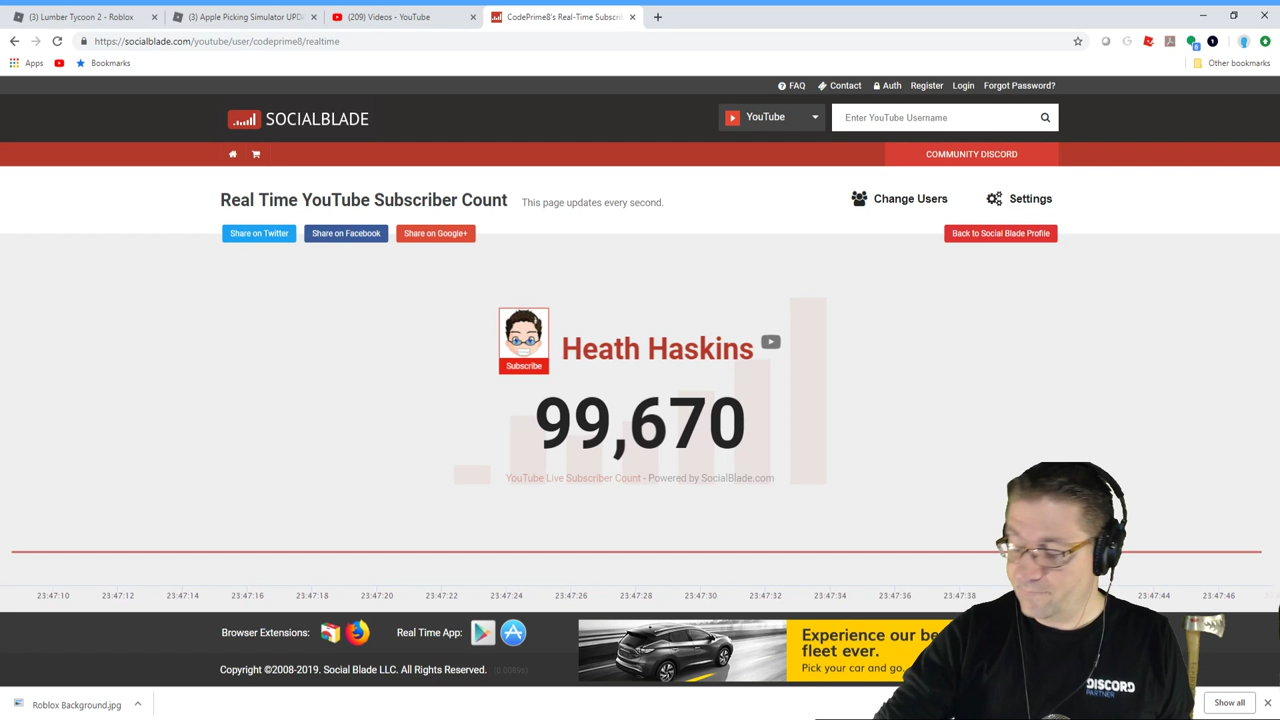 (3) Lumber Tycoon 2 - Roblox
(3) Apple Picking Simulator UPD
(209) Videos - YouTube
CodePrime8's Real-Time Subscri
https://socialblade.com/youtube/user/codeprime8/realtime
Apps
Bookmarks
Other bookmarks
FAQ
Contact
Auth
Register
Login
Forgot Password?
SOCIALBLADE
YouTube
Enter YouTube Username
COMMUNITY DISCORD
Real Time YouTube Subscriber Count
This page updates every second.
Change Users
Settings
Share on Twitter
Share on Facebook
Share on Google+
Back to Social Blade Profile
Subscribe
Heath Haskins
99,670
YouTube Live Subscriber Count - Powered by SocialBlade.com
23:47:10
23:47:12
23:47:14
23:47:16
23:47:18
23:47:20
23:47:22
23:47:24
23:47:26
23:47:28
23:47:30
23:47:32
23:47:34
23:47:36
23:47:38
23:47:44
23:47:46
Browser Extensions:
Real Time App:
Experience our be
fleet ever.
Pick your car and go.
Copyright ©2008-2019. Social Blade LLC. All Rights Reserved. (0.0089s)
DISCORD
PARTNER
Roblox Background.jpg
Show all